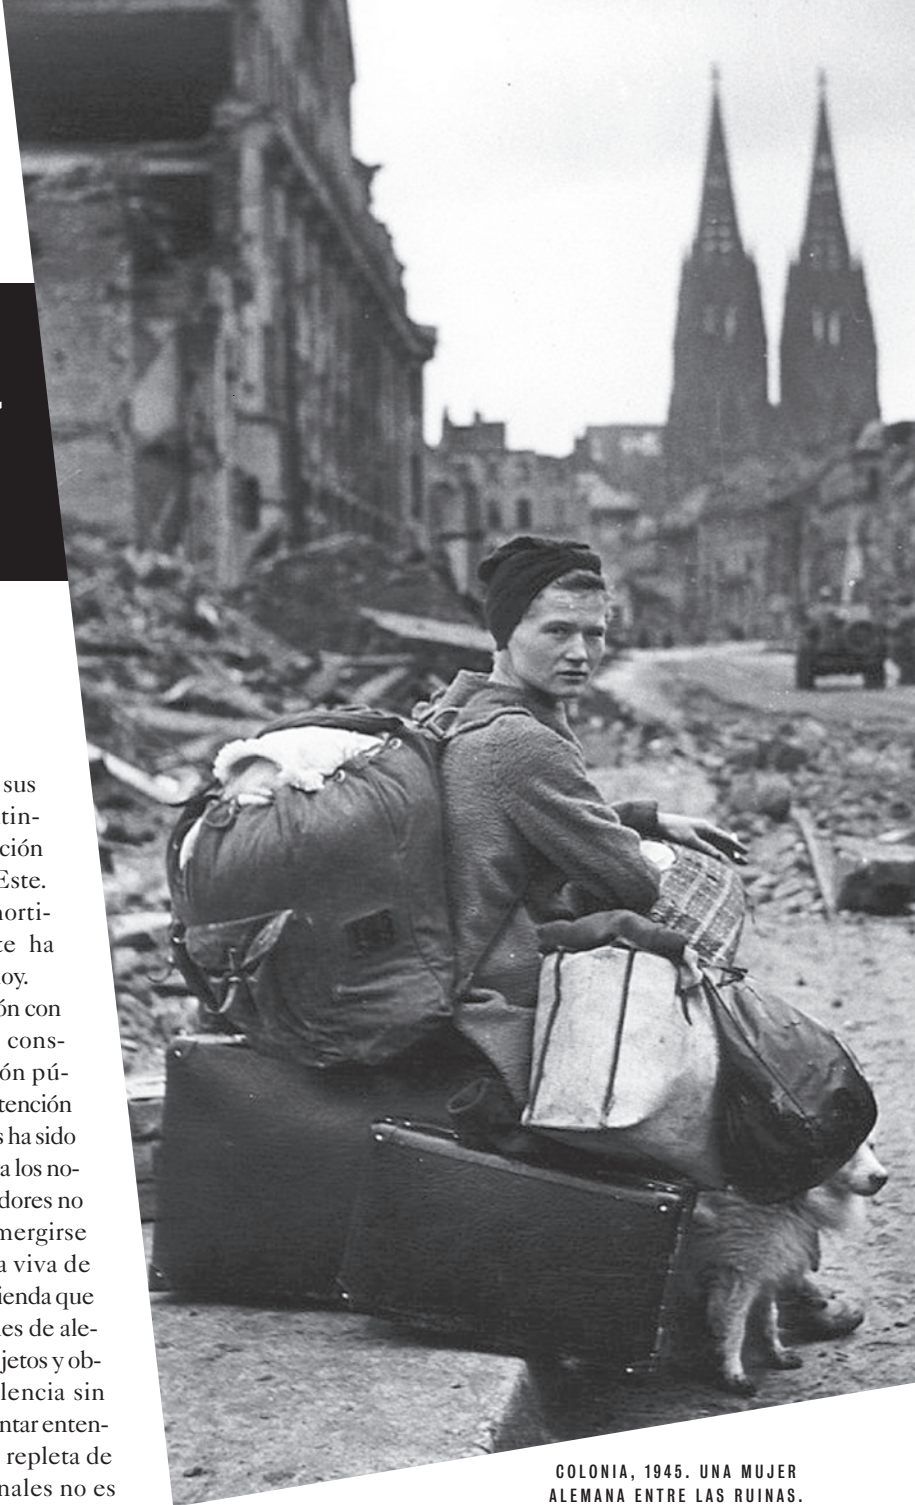 sus
tin-
ción
Este.
norti-
te ha
oy.
ón con
cons-
ón pú-
tención
s ha sido
a los no-
dores no
mergirse
a viva de
ienda que
es de ale-
jetos y ob-
lencia sin
ntar enten-
repleta de
nales no es
COLONIA, 1945. UNA MUJER
ALEMANA ENTRE LAS RUINAS.